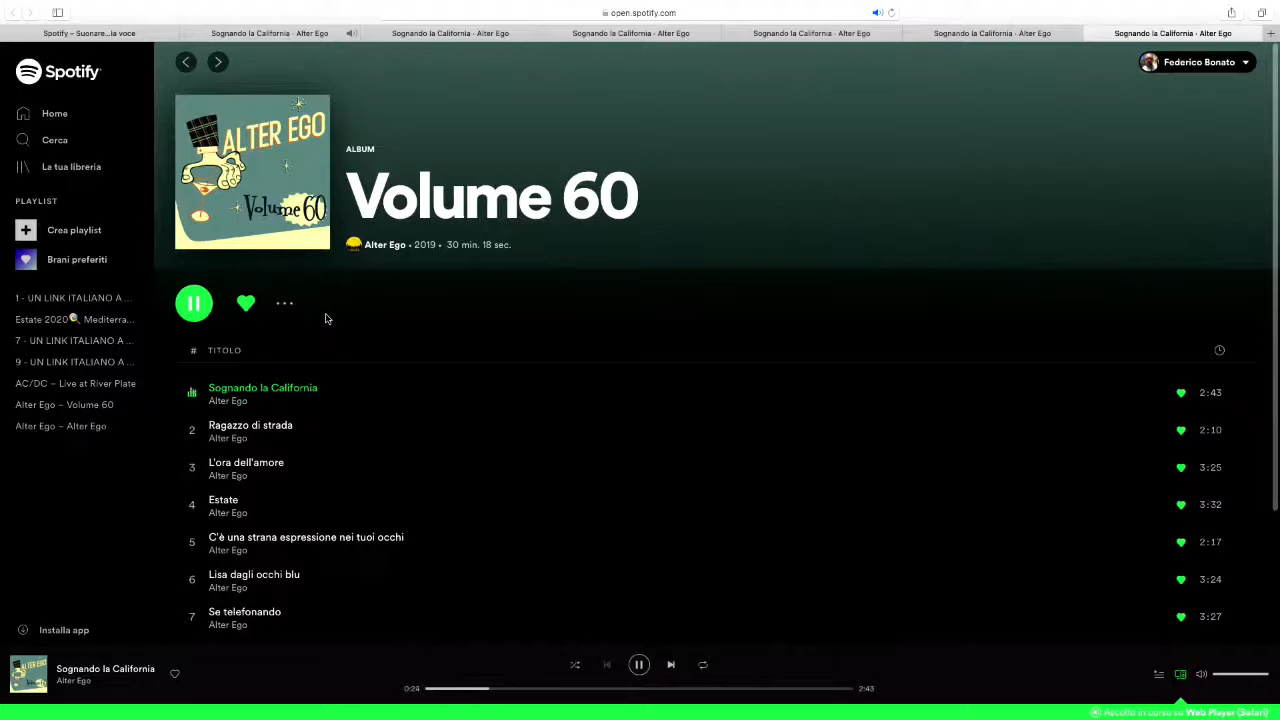 open.spotify.com
Spotify – Suonare...la voce
Sognando la California · Alter Ego
Sognando la California · Alter Ego
Sognando la California · Alter Ego
Sognando la California · Alter Ego
Sognando la California · Alter Ego
Sognando la California · Alter Ego
Spotify
Federico Bonato
Home
Cerca
La tua libreria
PLAYLIST
Crea playlist
Brani preferiti
1 - UN LINK ITALIANO A ...
Estate 2020🍳 Mediterra...
7 - UN LINK ITALIANO A ...
9 - UN LINK ITALIANO A ...
AC/DC – Live at River Plate
Alter Ego – Volume 60
Alter Ego – Alter Ego
Installa app
ALTER EGO
Volume 60
ALBUM
Volume 60
Alter Ego • 2019 • 30 min. 18 sec.
# TITOLO
Sognando la California 2:43
Alter Ego
2 Ragazzo di strada 2:10
Alter Ego
3 L'ora dell'amore 3:25
Alter Ego
4 Estate 3:32
Alter Ego
5 C'è una strana espressione nei tuoi occhi 2:17
Alter Ego
6 Lisa dagli occhi blu 3:24
Alter Ego
7 Se telefonando 3:27
Alter Ego
Sognando la California
Alter Ego
0:24 2:43
Ascolto in corso su Web Player (Safari)